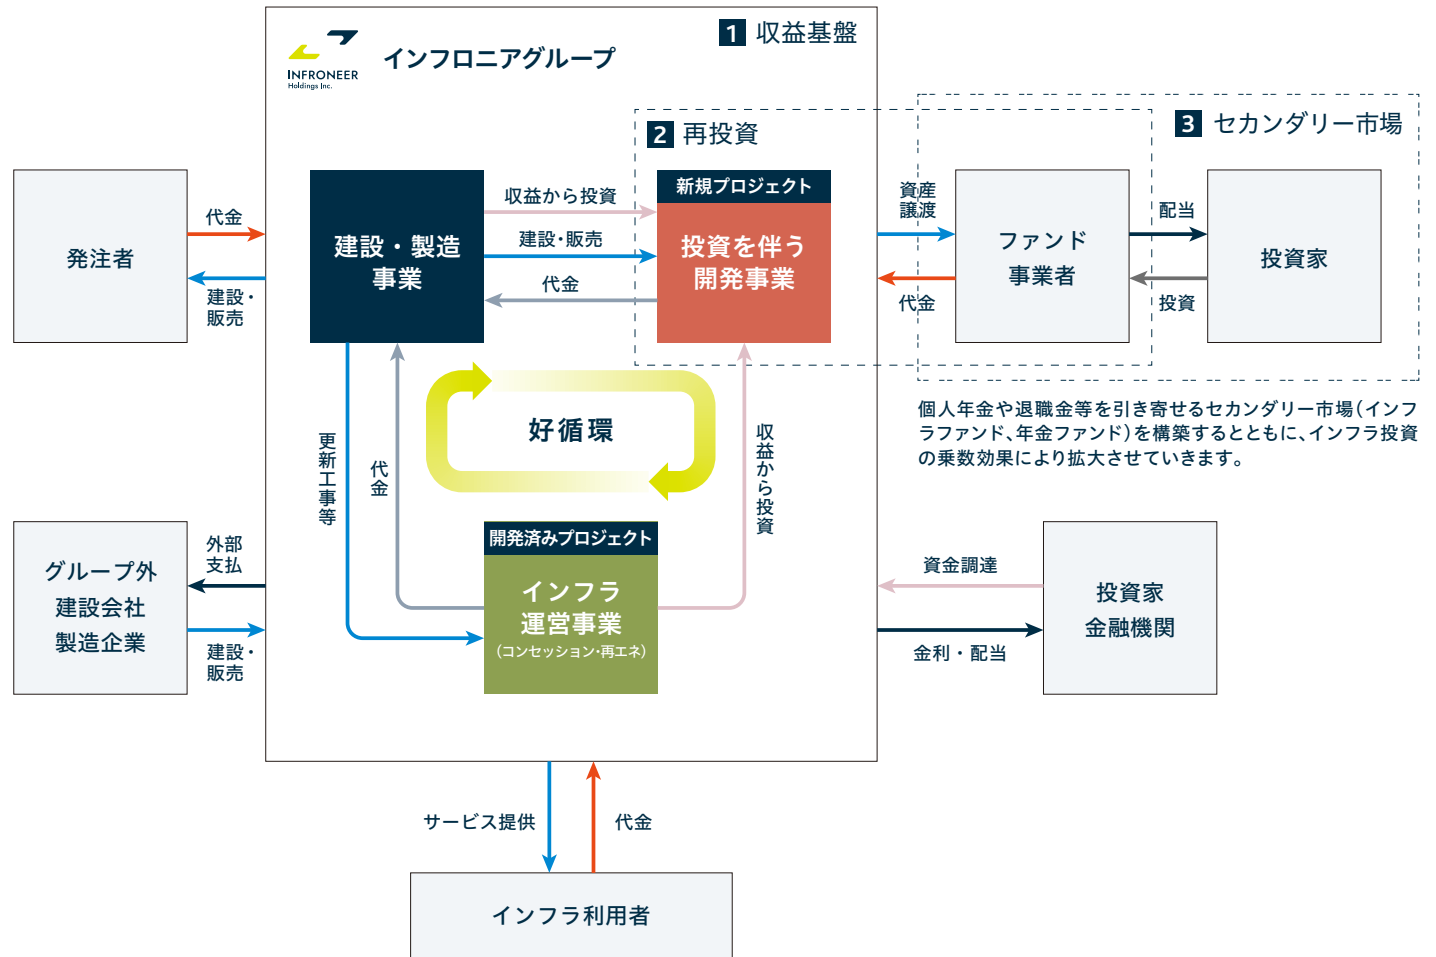 1 収益基盤
INFRONEER
Holdings Inc.
インフロニアグループ
2 再投資
3 セカンダリー市場
発注者
代金
建設・
販売
建設・製造
事業
収益から投資
建設・販売
代金
新規プロジェクト
投資を伴う
開発事業
資産
譲渡
代金
ファンド
事業者
配当
投資
投資家
個人年金や退職金等を引き寄せるセカンダリー市場（インフ
ラファンド、年金ファンド）を構築するとともに、インフラ投資
の乗数効果により拡大させていきます。
好循環
更新工事等
代金
収益から投資
グループ外
建設会社
製造企業
外部
支払
建設・
販売
開発済みプロジェクト
インフラ
運営事業
（コンセッション・再エネ）
資金調達
金利・配当
投資家
金融機関
サービス提供
代金
インフラ利用者